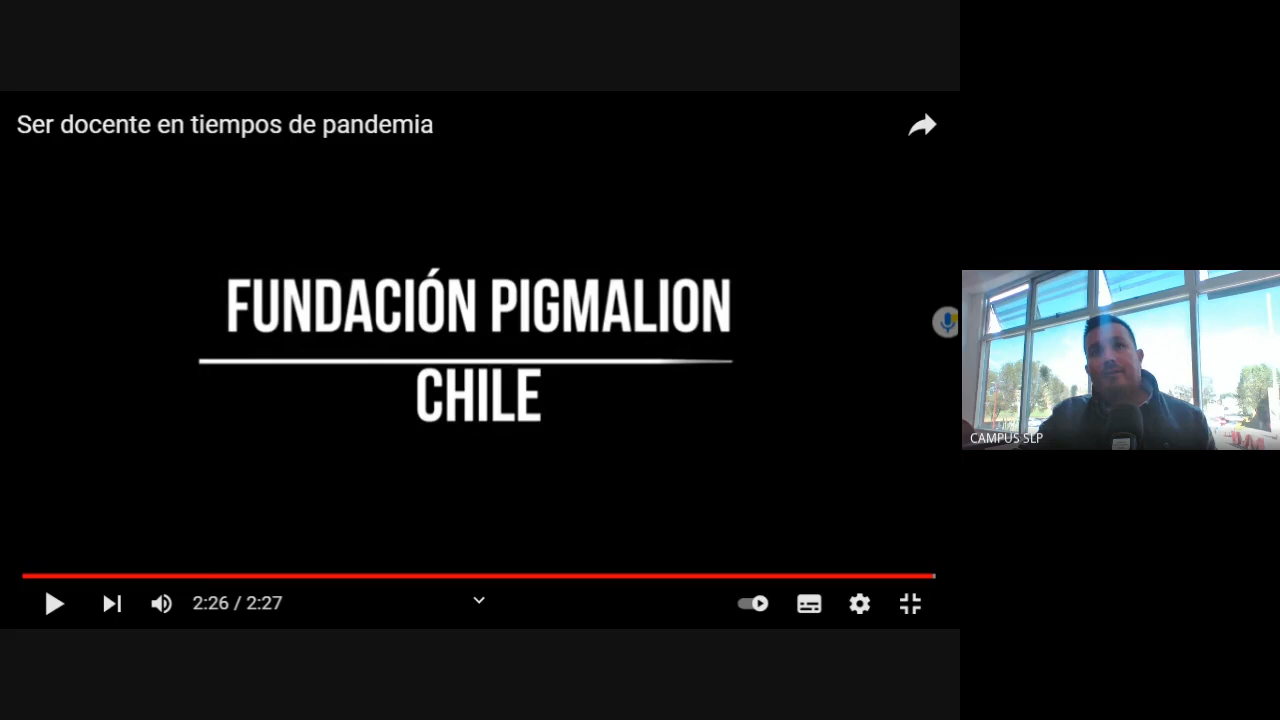 Ser docente en tiempos de pandemia
FUNDACIÓN PIGMALION
CHILE
2:26 / 2:27
CAMPUS SLP